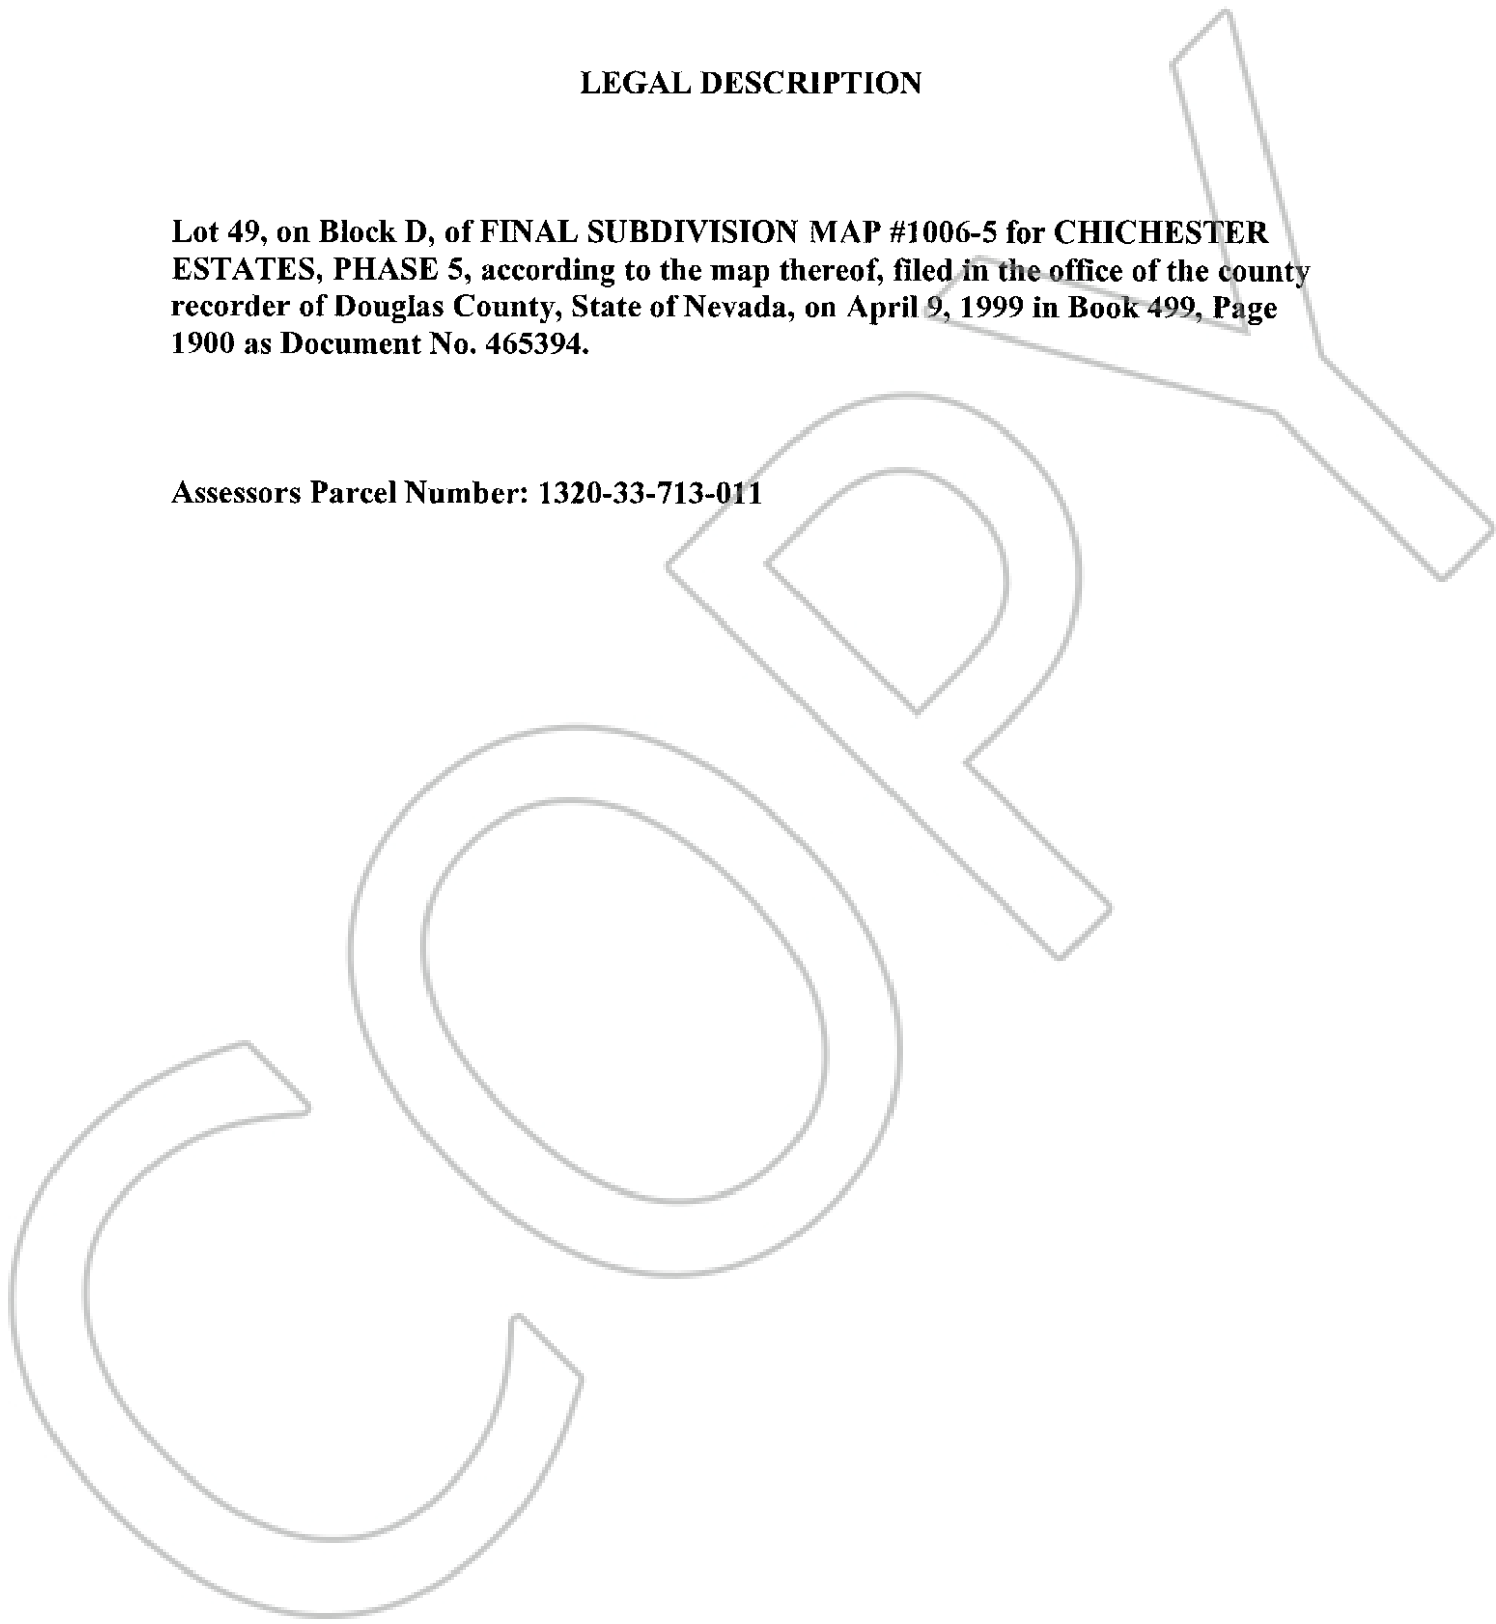 LEGAL DESCRIPTION
Lot 49, on Block D, of FINAL SUBDIVISION MAP #1006-5 for CHICHESTER
ESTATES, PHASE 5, according to the map thereof, filed in the office of the county
recorder of Douglas County, State of Nevada, on April 9, 1999 in Book 499, Page
1900 as Document No. 465394.
Assessors Parcel Number: 1320-33-713-011
COPY